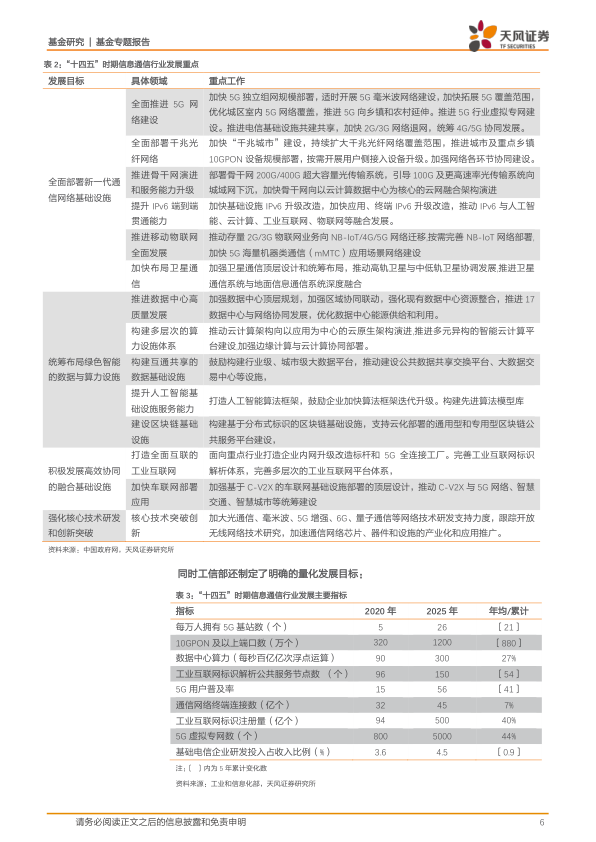 基金研究 | 基金专题报告
天风证券
TF SECURITIES
表 2：“十四五”时期信息通信行业发展重点
发展目标 具体领域 重点工作
全面部署新一代通信网络基础设施
全面推进 5G 网络建设
加快 5G 独立组网规模部署，适时开展 5G 毫米波网络建设，加快拓展 5G 覆盖范围，
优化城区室内 5G 网络覆盖，推进 5G 向乡镇和农村延伸。推进 5G 行业虚拟专网建
设。推进电信基础设施共建共享，加快 2G/3G 网络退网，统筹 4G/5G 协同发展。
全面部署千兆光纤网络
加快“千兆城市”建设，持续扩大千兆光纤网络覆盖范围，推进城市及重点乡镇
10GPON 设备规模部署，按需开展用户侧接入设备升级。加强网络各环节协同建设。
推进骨干网演进和服务能力升级
部署骨干网 200G/400G 超大容量光传输系统，引导 100G 及更高速率光传输系统向
城域网下沉，加快骨干网向以云计算数据中心为核心的云网融合架构演进
提升 IPv6 端到端贯通能力
加快基础设施 IPv6 升级改造，加快应用、终端 IPv6 升级改造，推动 IPv6 与人工智
能、云计算、工业互联网、物联网等融合发展。
推进移动物联网全面发展
推动存量 2G/3G 物联网业务向 NB-IoT/4G/5G 网络迁移,按需完善 NB-IoT 网络部署,
加快 5G 海量机器类通信（mMTC）应用场景网络建设
加快布局卫星通信
加强卫星通信顶层设计和统筹布局，推动高轨卫星与中低轨卫星协调发展,推进卫星
通信系统与地面信息通信系统深度融合
统筹布局绿色智能的数据与算力设施
推进数据中心高质量发展
加强数据中心顶层规划，加强区域协同联动，强化现有数据中心资源整合，推进 17
数据中心与网络协同发展，优化数据中心能源供给和利用。
构建多层次的算力设施体系
推动云计算架构向以应用为中心的云原生架构演进,推进多元异构的智能云计算平
台建设,加强边缘计算与云计算协同部署。
构建互通共享的数据基础设施
鼓励构建行业级、城市级大数据平台，推动建设公共数据共享交换平台、大数据交
易中心等设施，
提升人工智能基础设施服务能力
打造人工智能算法框架，鼓励企业加快算法框架迭代升级。构建先进算法模型库
建设区块链基础设施
构建基于分布式标识的区块链基础设施，支持云化部署的通用型和专用型区块链公
共服务平台建设，
积极发展高效协同的融合基础设施
打造全面互联的工业互联网
面向重点行业打造企业内网升级改造标杆和 5G 全连接工厂。完善工业互联网标识
解析体系，完善多层次的工业互联网平台体系，
加快车联网部署应用
加强基于 C-V2X 的车联网基础设施部署的顶层设计，推动 C-V2X 与 5G 网络、智慧
交通、智慧城市等统筹建设
强化核心技术研发和创新突破
核心技术突破创新
加大光通信、毫米波、5G 增强、6G、量子通信等网络技术研发支持力度，跟踪开放
无线网络技术研究，加速通信网络芯片、器件和设施的产业化和应用推广。
资料来源：中国政府网，天风证券研究所
同时工信部还制定了明确的量化发展目标：
表 3：“十四五”时期信息通信行业发展主要指标
指标 2020 年 2025 年 年均/累计
每万人拥有 5G 基站数（个） 5 26 [ 21 ]
10GPON 及以上端口数（万个） 320 1200 [ 880 ]
数据中心算力（每秒百亿亿次浮点运算） 90 300 27%
工业互联网标识解析公共服务节点数 （个） 96 150 [ 54 ]
5G 用户普及率 15 56 [ 41 ]
通信网络终端连接数（亿个） 32 45 7%
工业互联网标识注册量（亿个） 94 500 40%
5G 虚拟专网数（个） 800 5000 44%
基础电信企业研发投入占收入比例（%） 3.6 4.5 [ 0.9 ]
注：[ ]内为 5 年累计变化数
资料来源：工业和信息化部，天风证券研究所
请务必阅读正文之后的信息披露和免责申明 6